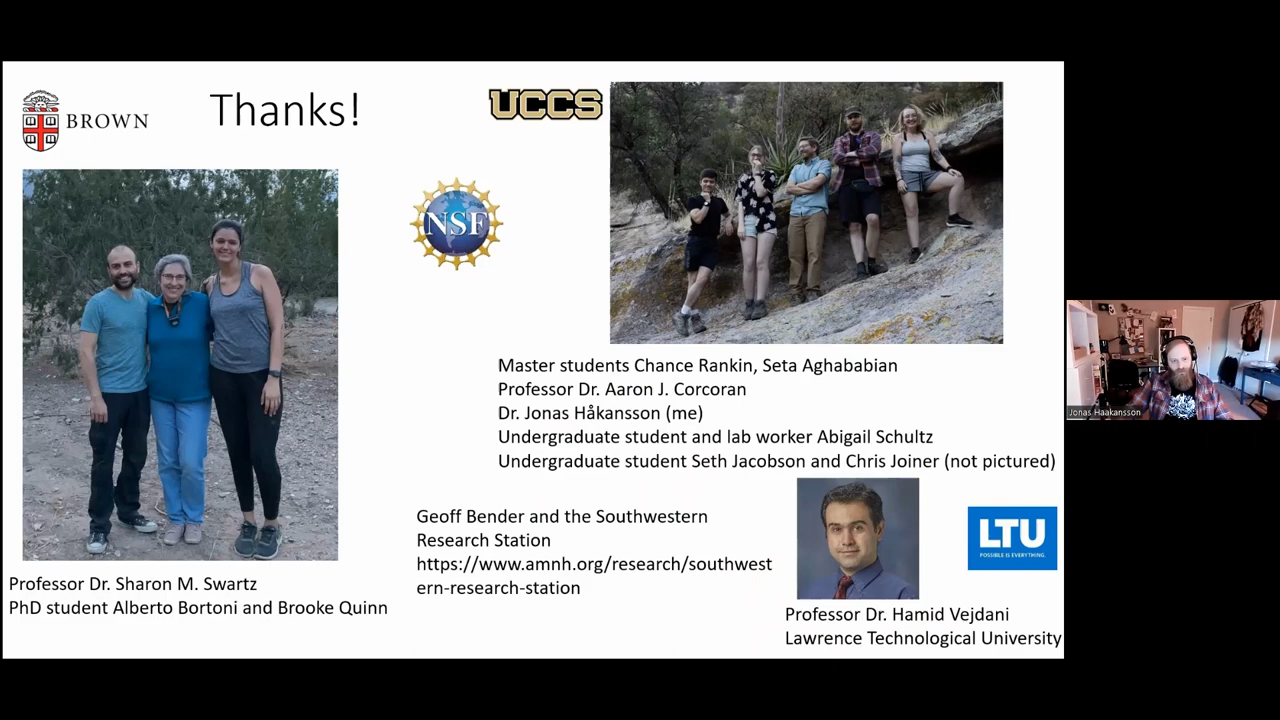 BROWN
Thanks!
UCCS
NSF
Master students Chance Rankin, Seta Aghababian
Professor Dr. Aaron J. Corcoran
Dr. Jonas Håkansson (me)
Undergraduate student and lab worker Abigail Schultz
Undergraduate student Seth Jacobson and Chris Joiner (not pictured)
Geoff Bender and the Southwestern
Research Station
https://www.amnh.org/research/southwest
ern-research-station
LTU
POSSIBLE IS EVERYTHING.
Professor Dr. Sharon M. Swartz
PhD student Alberto Bortoni and Brooke Quinn
Professor Dr. Hamid Vejdani
Lawrence Technological University
Jonas Haakansson